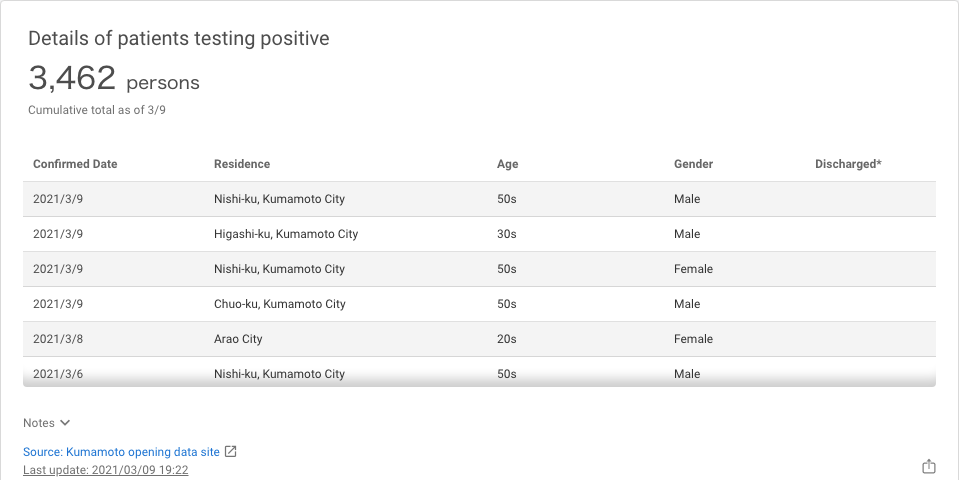 Details of patients testing positive
3,462 persons
Cumulative total as of 3/9
Confirmed Date Residence Age Gender Discharged*
2021/3/9 Nishi-ku, Kumamoto City 50s Male
2021/3/9 Higashi-ku, Kumamoto City 30s Male
2021/3/9 Nishi-ku, Kumamoto City 50s Female
2021/3/9 Chuo-ku, Kumamoto City 50s Male
2021/3/8 Arao City 20s Female
2021/3/6 Nishi-ku, Kumamoto City 50s Male
Notes
Source: Kumamoto opening data site
Last update: 2021/03/09 19:22